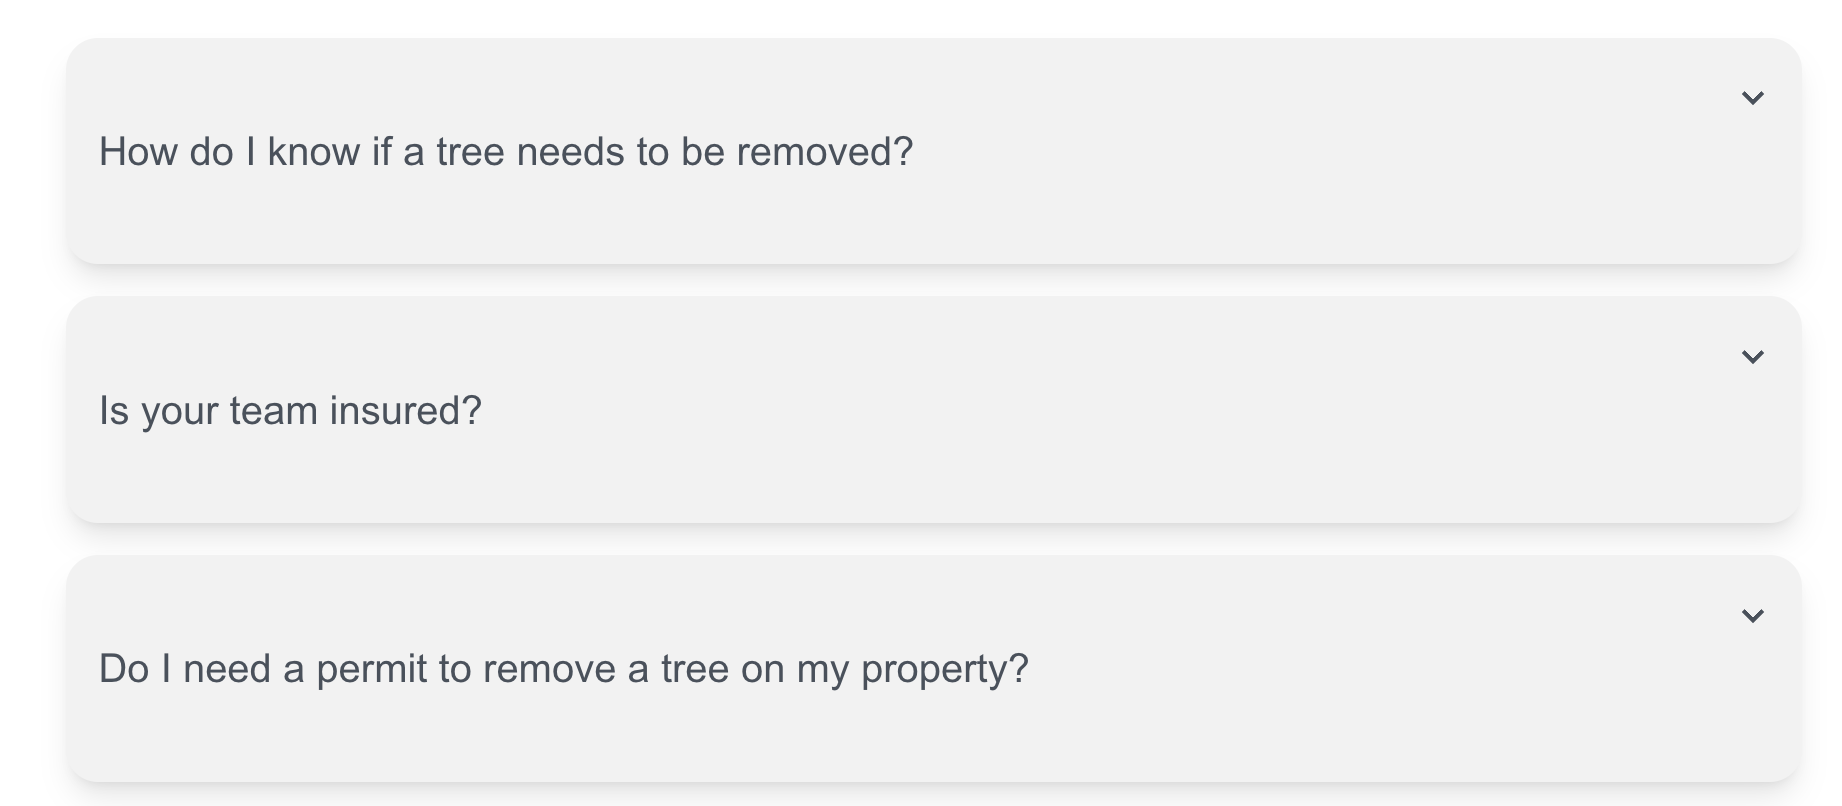 How do I know if a tree needs to be removed?
Is your team insured?
Do I need a permit to remove a tree on my property?